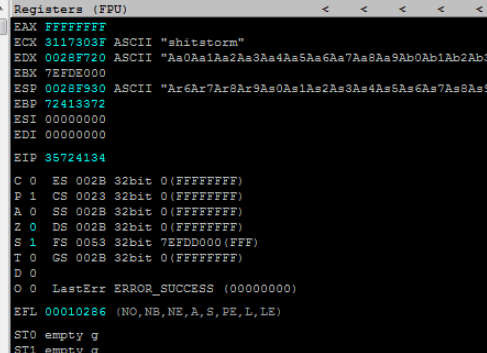 Registers (FPU) < < < < <
EAX FFFFFFFF
ECX 3117303F ASCII "shitstorm"
EDX 0028F720 ASCII "Aa0Aa1Aa2Aa3Aa4Aa5Aa6Aa7Aa8Aa9Ab0Ab1Ab2Ab3
EBX 7EFDE000
ESP 0028F930 ASCII "Ar6Ar7Ar8Ar9As0As1As2As3As4As5As6As7As8As9
EBP 72413372
ESI 00000000
EDI 00000000
EIP 35724134
C 0 ES 002B 32bit 0(FFFFFFFF)
P 1 CS 0023 32bit 0(FFFFFFFF)
A 0 SS 002B 32bit 0(FFFFFFFF)
Z 0 DS 002B 32bit 0(FFFFFFFF)
S 1 FS 0053 32bit 7EFDD000(FFF)
T 0 GS 002B 32bit 0(FFFFFFFF)
D 0
O 0 LastErr ERROR_SUCCESS (00000000)
EFL 00010286 (NO,NB,NE,A,S,PE,L,LE)
ST0 empty g
ST1 empty g